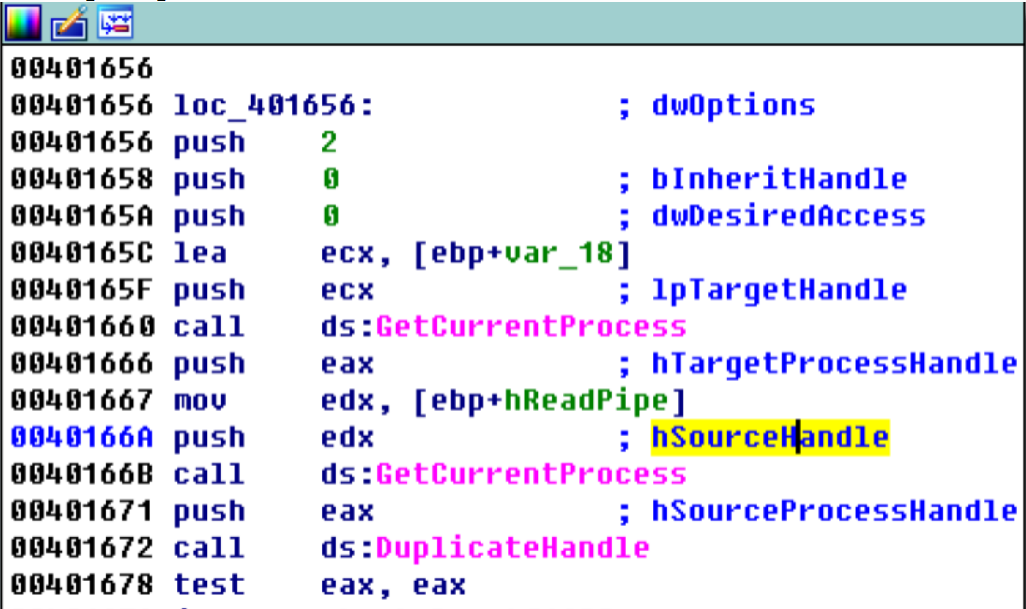 00401656
00401656 loc_401656: ; dwOptions
00401656 push 2
00401658 push 0 ; bInheritHandle
0040165A push 0 ; dwDesiredAccess
0040165C lea ecx, [ebp+var_18]
0040165F push ecx ; lpTargetHandle
00401660 call ds:GetCurrentProcess
00401666 push eax ; hTargetProcessHandle
00401667 mov edx, [ebp+hReadPipe]
0040166A push edx ; hSourceHandle
0040166B call ds:GetCurrentProcess
00401671 push eax ; hSourceProcessHandle
00401672 call ds:DuplicateHandle
00401678 test eax, eax